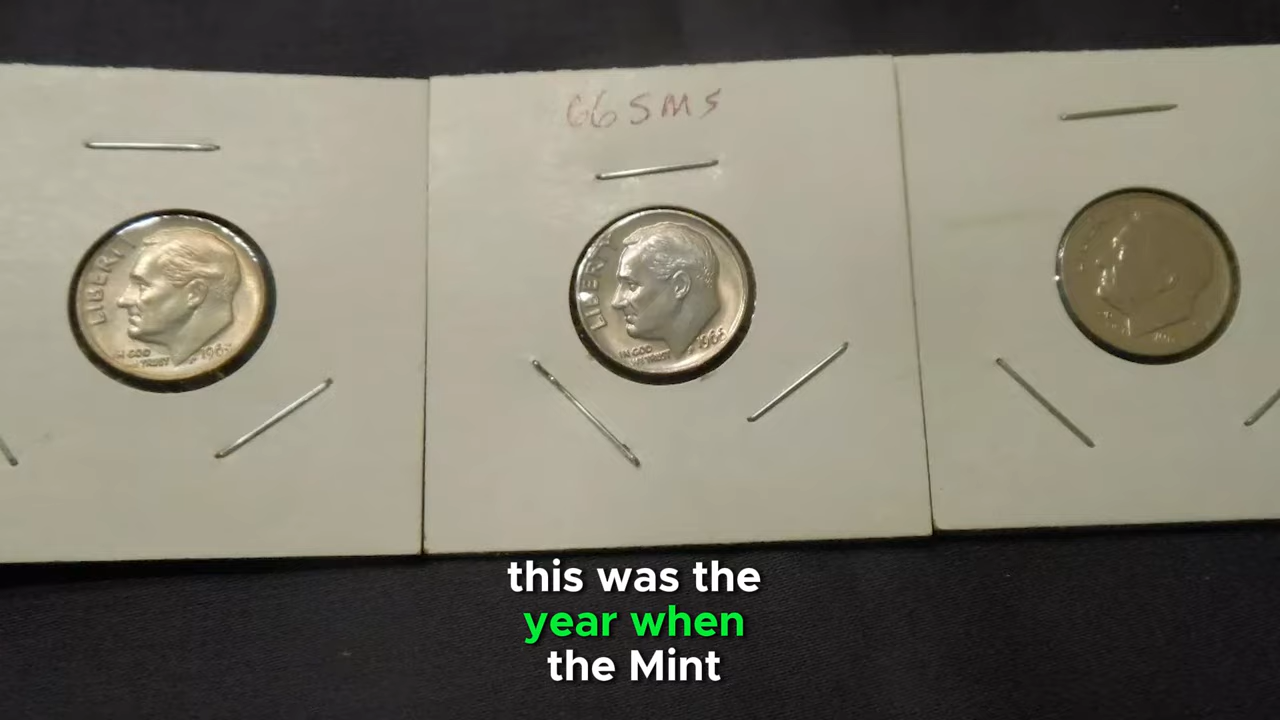 66 SMS
LIBERTY
IN GOD
WE TRUST
LIBERTY
IN GOD
WE TRUST
1966
this was the
year when
the Mint